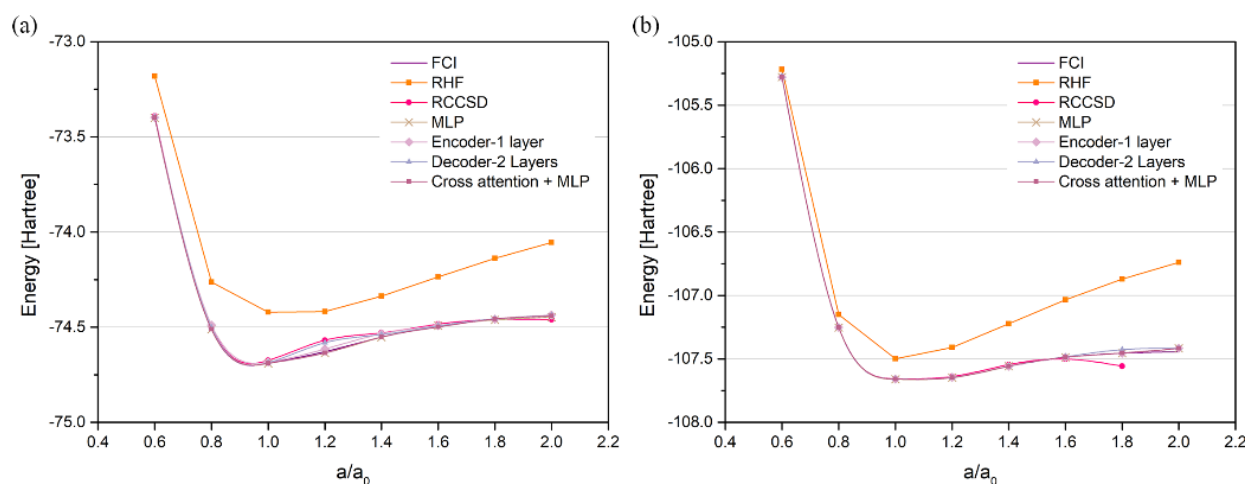 (a)
-73.0
-73.5
-74.0
-74.5
-75.0
Energy [Hartree]
0.4 0.6 0.8 1.0 1.2 1.4 1.6 1.8 2.0 2.2
a/a0
FCI
RHF
RCCSD
MLP
Encoder-1 layer
Decoder-2 Layers
Cross attention + MLP
(b)
-105.0
-105.5
-106.0
-106.5
-107.0
-107.5
-108.0
Energy [Hartree]
0.4 0.6 0.8 1.0 1.2 1.4 1.6 1.8 2.0 2.2
a/a0
FCI
RHF
RCCSD
MLP
Encoder-1 layer
Decoder-2 Layers
Cross attention + MLP